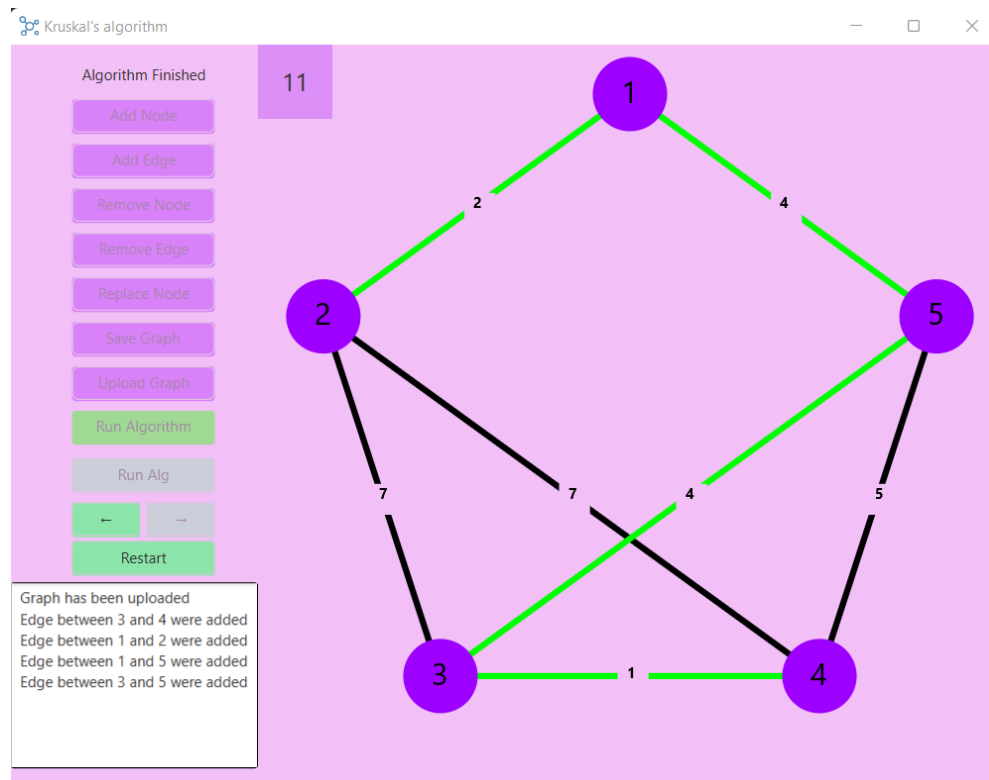 Kruskal's algorithm
Algorithm Finished
11
Add Node
Add Edge
Remove Node
Remove Edge
Replace Node
Save Graph
Upload Graph
Run Algorithm
Run Alg
← →
Restart
Graph has been uploaded
Edge between 3 and 4 were added
Edge between 1 and 2 were added
Edge between 1 and 5 were added
Edge between 3 and 5 were added
1
2 4
2 5
7 7 4 5
3 1 4